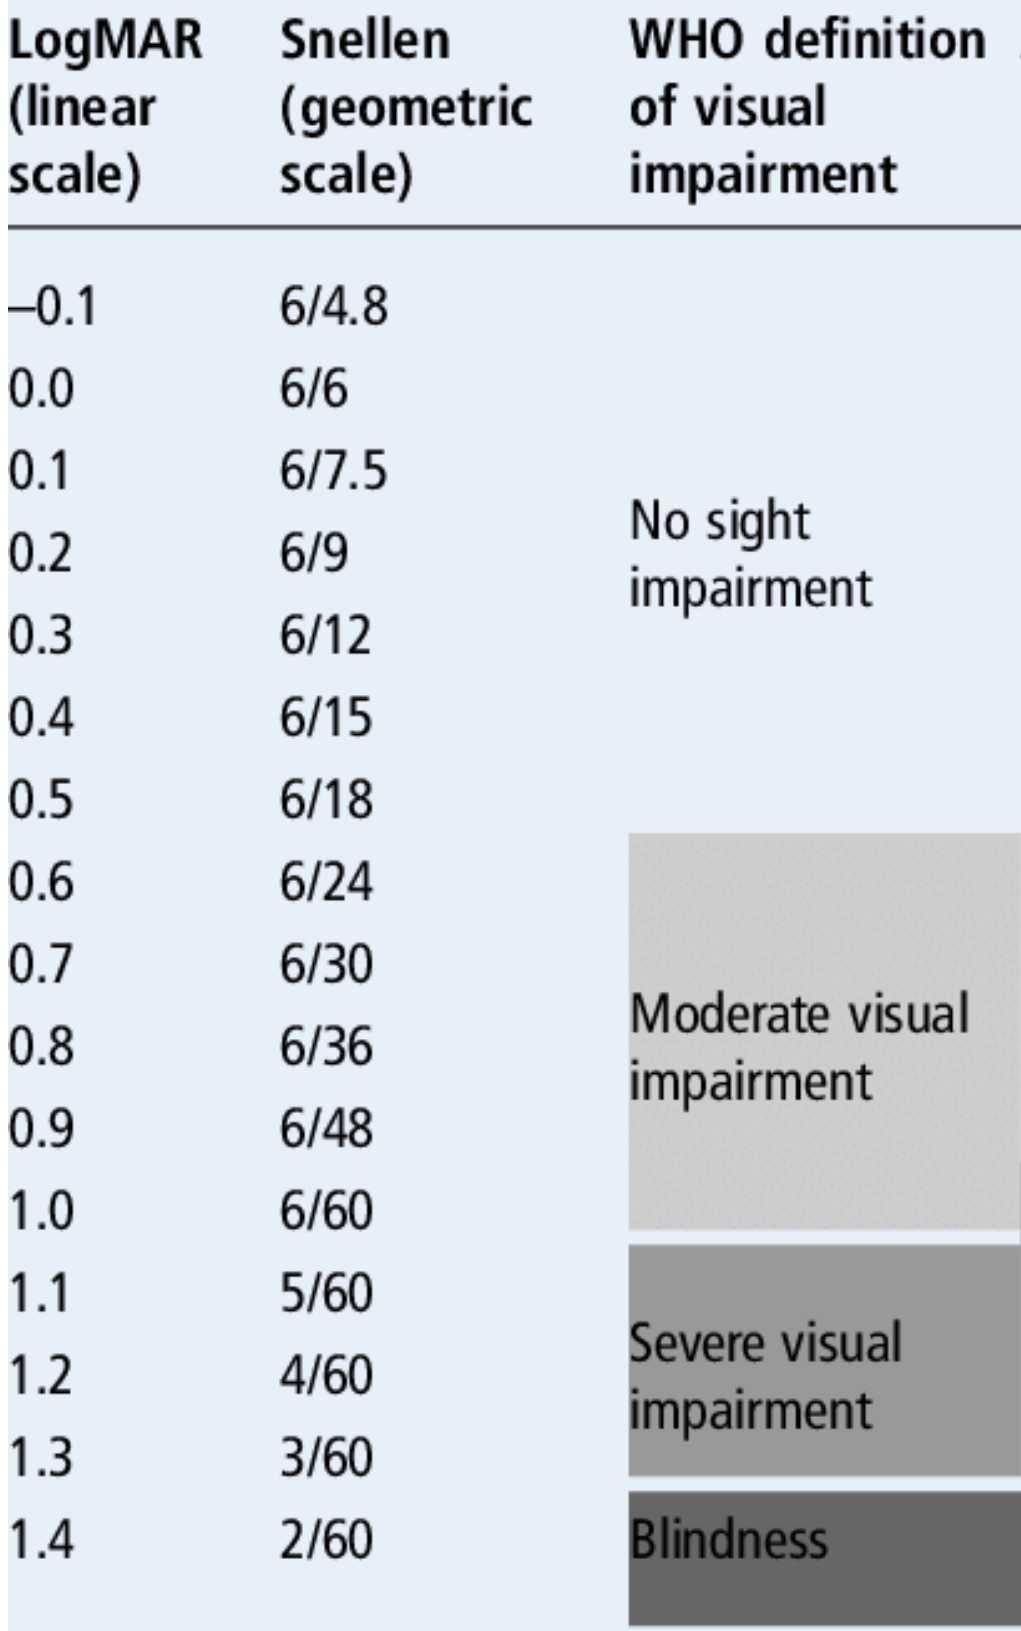 LogMAR Snellen WHO definition
(linear (geometric of visual
scale) scale) impairment
–0.1 6/4.8
0.0 6/6
0.1 6/7.5
No sight
0.2 6/9
impairment
0.3 6/12
0.4 6/15
0.5 6/18
0.6 6/24
0.7 6/30
Moderate visual
0.8 6/36
impairment
0.9 6/48
1.0 6/60
1.1 5/60
Severe visual
1.2 4/60
impairment
1.3 3/60
1.4 2/60 Blindness